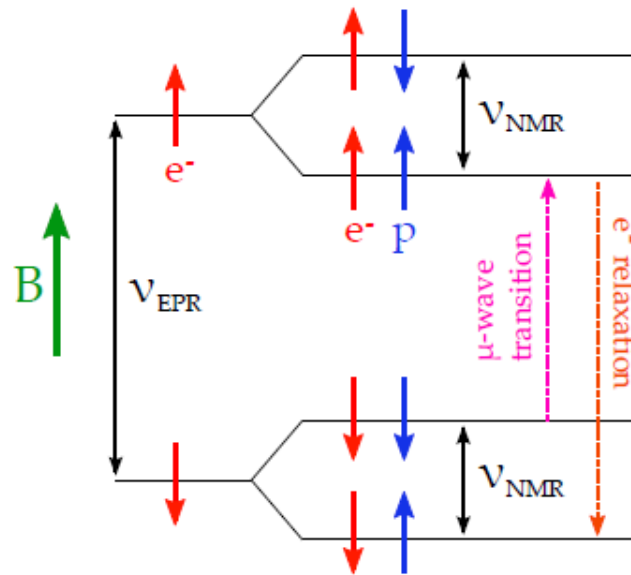 ν_NMR
e⁻
e⁻ p
B
ν_EPR
μ-wave
transition
e⁻ relaxation
ν_NMR